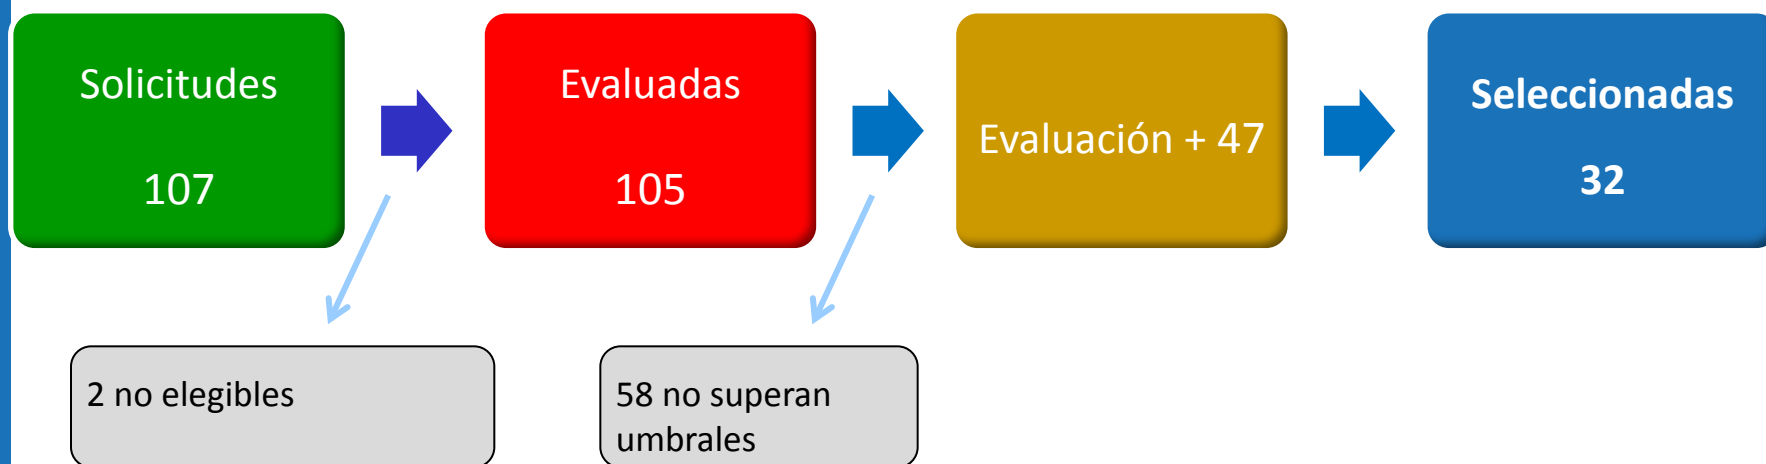 Solicitudes
107
Evaluadas
105
Evaluación + 47
Seleccionadas
32
2 no elegibles
58 no superan
umbrales